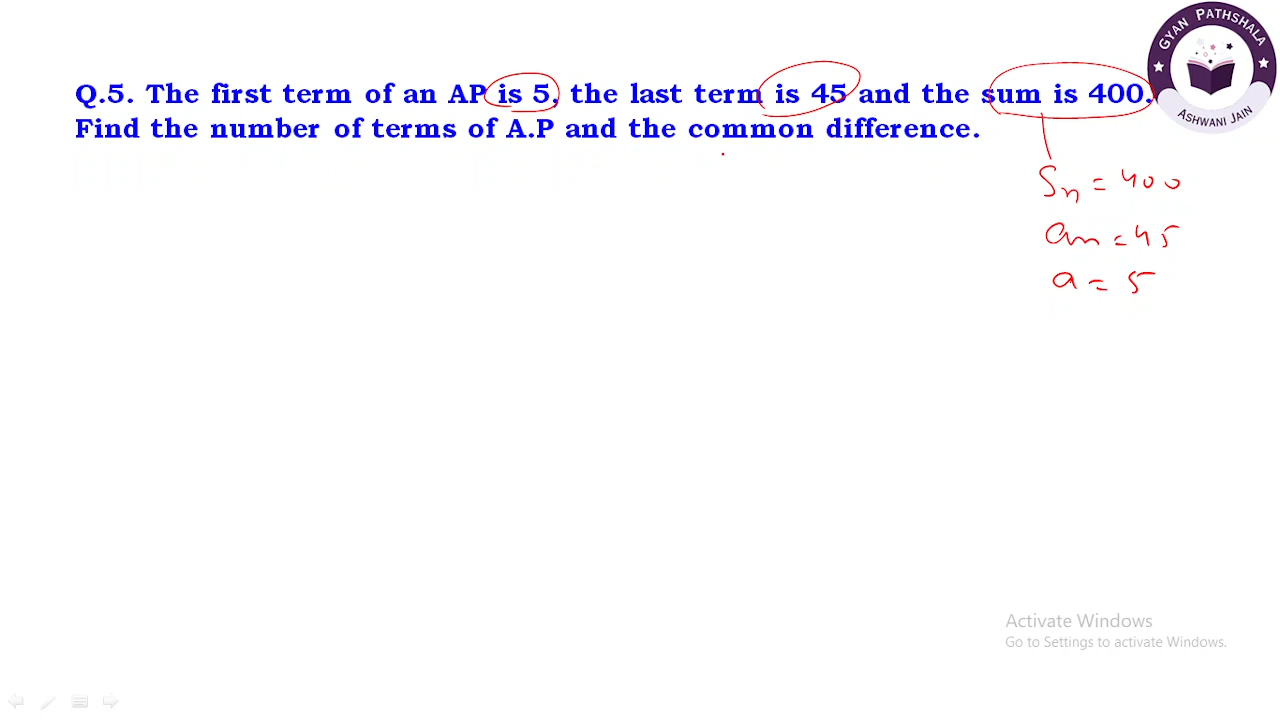 GYAN PATHSHALA
Q.5. The first term of an AP is 5, the last term is 45 and the sum is 400.
Find the number of terms of A.P and the common difference.
ASHWANI JAIN
Sn = 400
an = 45
a = 5
Activate Windows
Go to Settings to activate Windows.